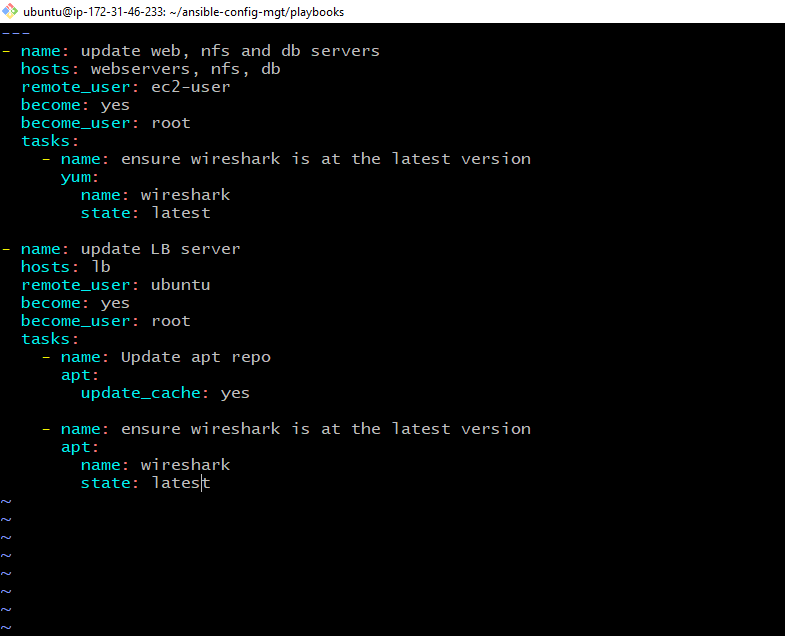 ubuntu@ip-172-31-46-233: ~/ansible-config-mgt/playbooks
---
- name: update web, nfs and db servers
  hosts: webservers, nfs, db
  remote_user: ec2-user
  become: yes
  become_user: root
  tasks:
    - name: ensure wireshark is at the latest version
      yum:
        name: wireshark
        state: latest

- name: update LB server
  hosts: lb
  remote_user: ubuntu
  become: yes
  become_user: root
  tasks:
    - name: Update apt repo
      apt:
        update_cache: yes

    - name: ensure wireshark is at the latest version
      apt:
        name: wireshark
        state: latest
~
~
~
~
~
~
~
~